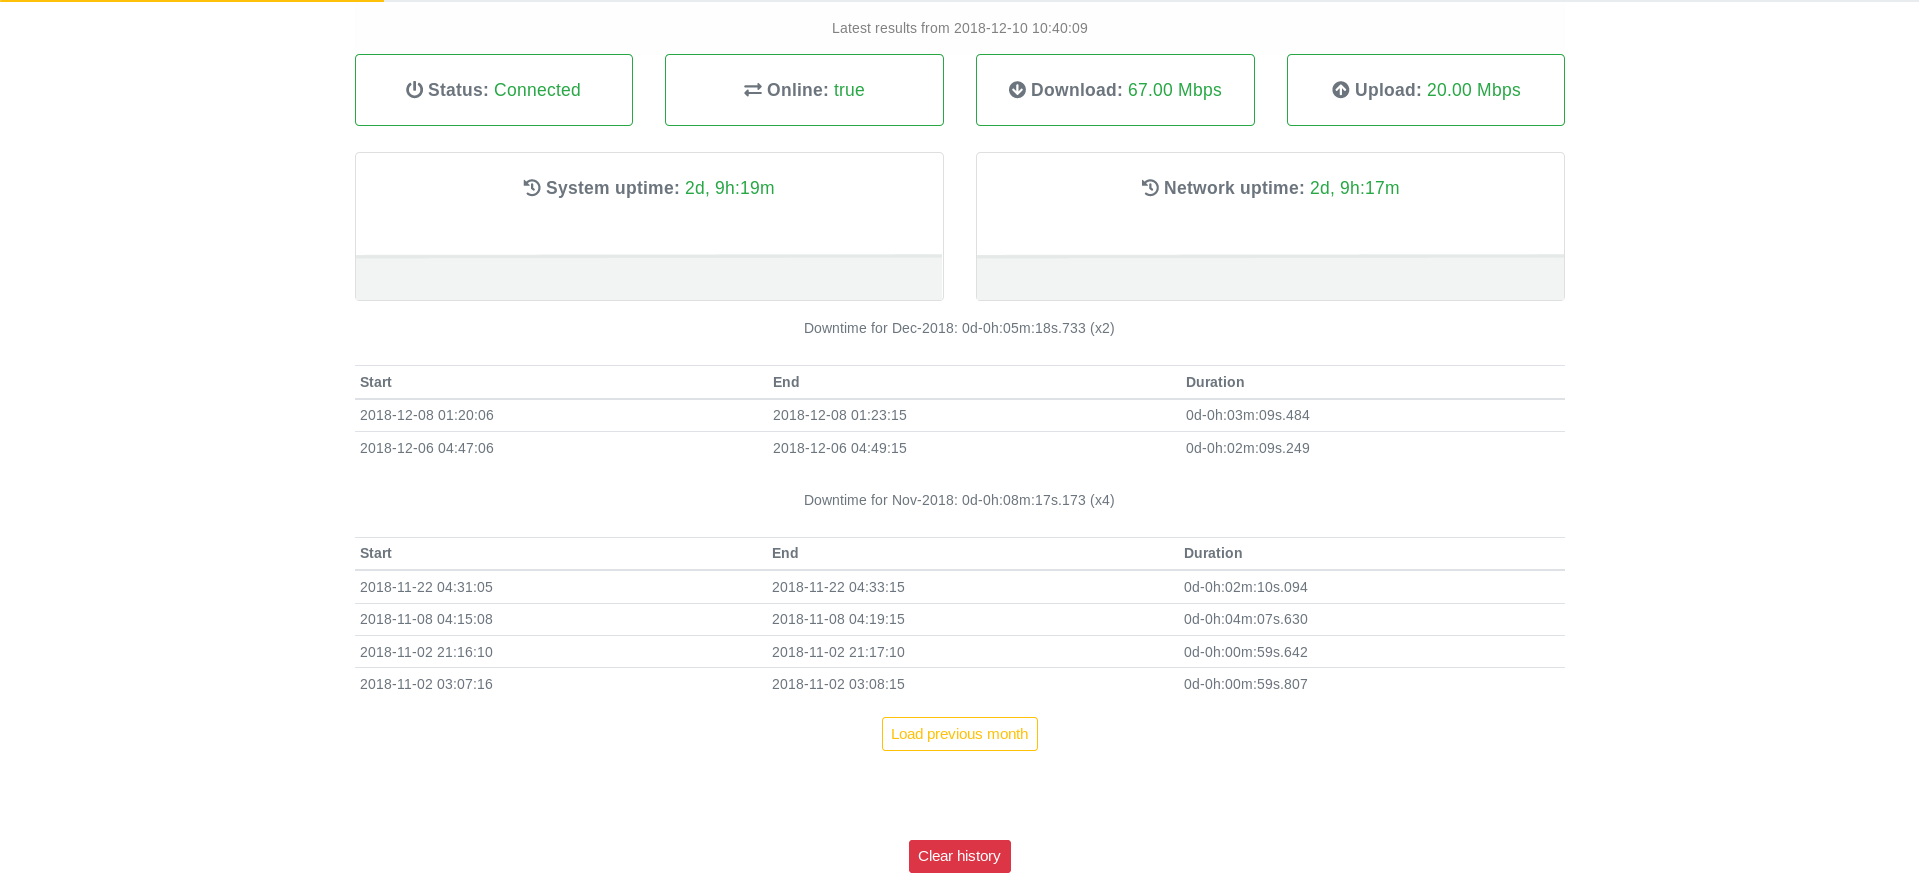 Latest results from 2018-12-10 10:40:09
Status: Connected
Online: true
Download: 67.00 Mbps
Upload: 20.00 Mbps
System uptime: 2d, 9h:19m
Network uptime: 2d, 9h:17m
Downtime for Dec-2018: 0d-0h:05m:18s.733 (x2)
Start End Duration
2018-12-08 01:20:06 2018-12-08 01:23:15 0d-0h:03m:09s.484
2018-12-06 04:47:06 2018-12-06 04:49:15 0d-0h:02m:09s.249
Downtime for Nov-2018: 0d-0h:08m:17s.173 (x4)
Start End Duration
2018-11-22 04:31:05 2018-11-22 04:33:15 0d-0h:02m:10s.094
2018-11-08 04:15:08 2018-11-08 04:19:15 0d-0h:04m:07s.630
2018-11-02 21:16:10 2018-11-02 21:17:10 0d-0h:00m:59s.642
2018-11-02 03:07:16 2018-11-02 03:08:15 0d-0h:00m:59s.807
Load previous month
Clear history